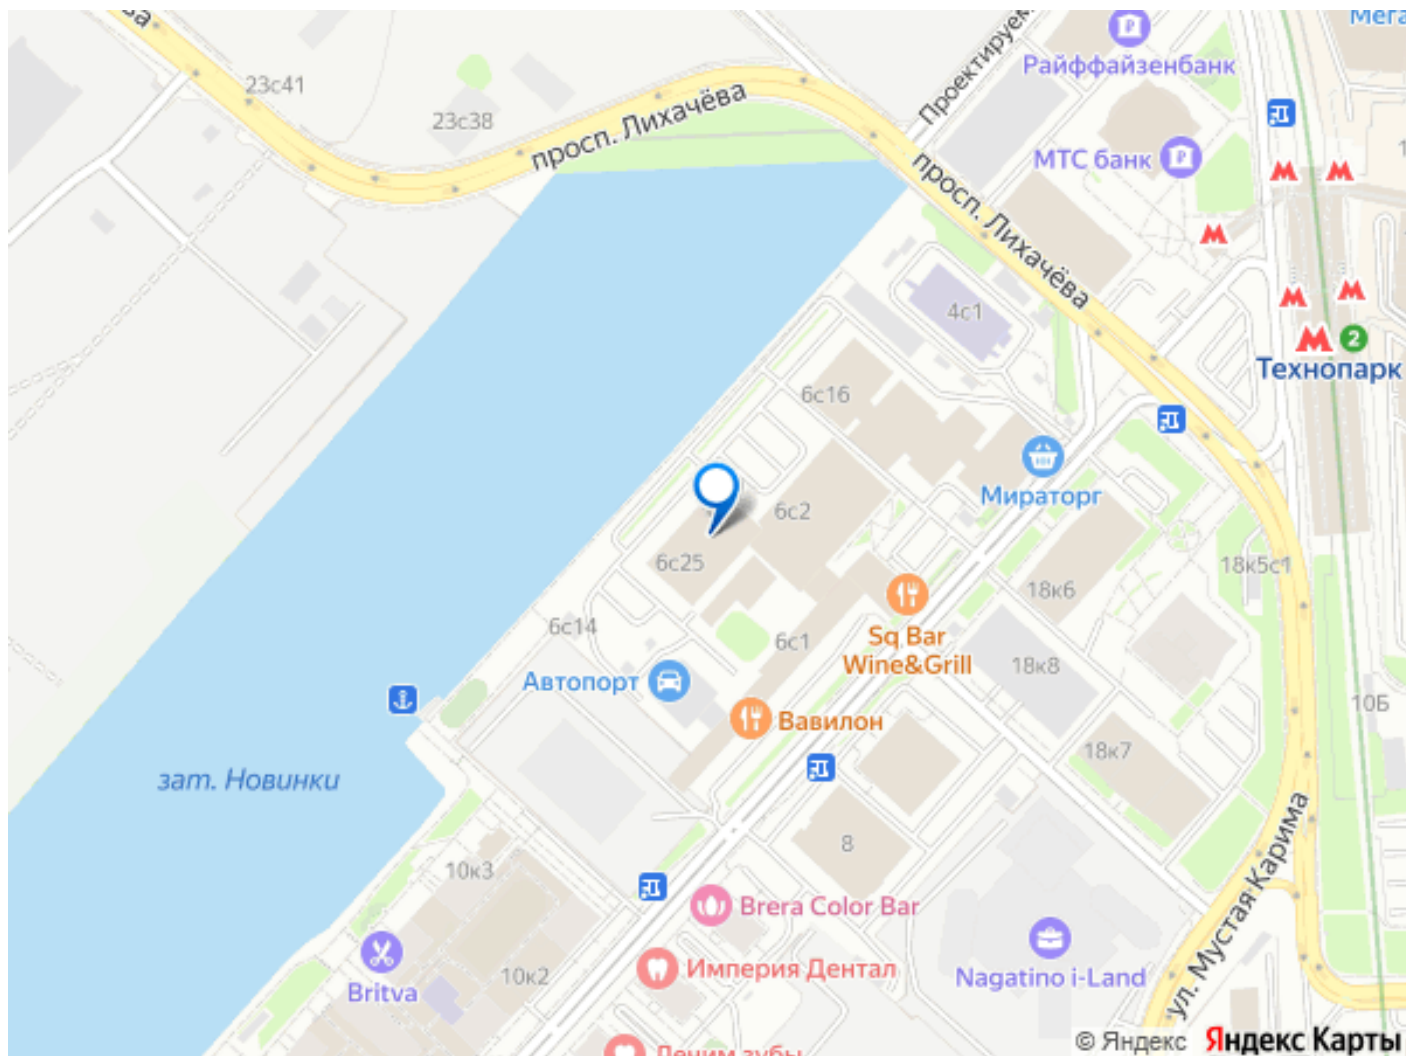 Мега
Райффайзенбанк
Проектируем
23с41
23с38
просп. Лихачёва
МТС банк
просп. Лихачёва
4с1
2
Технопарк
6с16
Мираторг
6с2
6с25
18к5с1
18к6
6с14
6с1
Sq Bar
Wine&Grill
18к8
Автопорт
Вавилон
10Б
18к7
зат. Новинки
8
ул. Мустая Карима
10к3
Brera Color Bar
Империя Дентал
10к2
Britva
Nagatino i-Land
Лечим зубы
© Яндекс Яндекс Карты